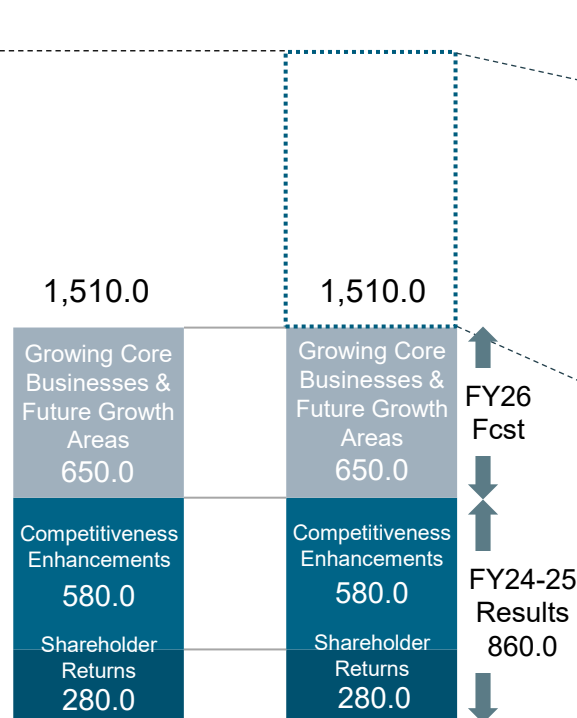 1,510.0
Growing Core
Businesses &
Future Growth
Areas
650.0
Competitiveness
Enhancements
580.0
Shareholder
Returns
280.0
1,510.0
Growing Core
Businesses &
Future Growth
Areas
650.0
Competitiveness
Enhancements
580.0
Shareholder
Returns
280.0
FY26
Fcst
FY24-25
Results
860.0